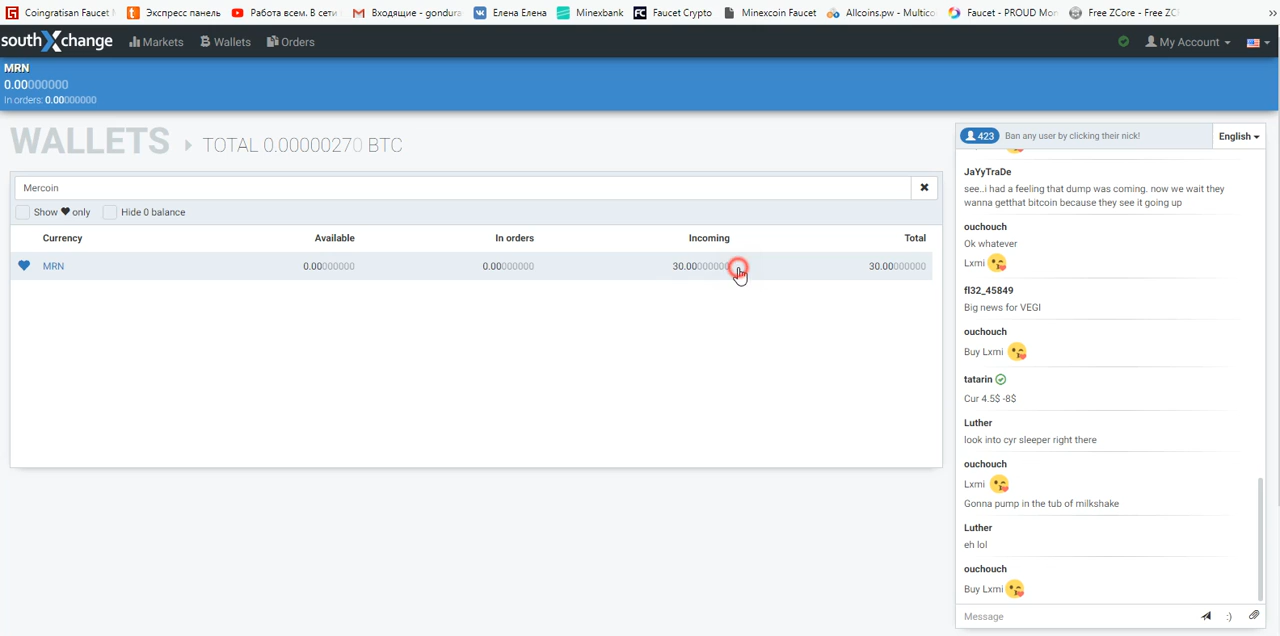 Coingratisan Faucet Экспресс панель Работа всем. В сети Входящие - gondura Елена Елена Minexbank Faucet Crypto Minexcoin Faucet Allcoins.pw - Multico Faucet - PROUD Mon Free ZCore - Free ZC »
southXchange Markets Wallets Orders My Account
MRN
0.00000000
In orders: 0.00000000
WALLETS TOTAL 0.00000270 BTC
Mercoin
Show ♥ only Hide 0 balance
Currency Available In orders Incoming Total
MRN 0.00000000 0.00000000 30.00000000 30.00000000
423 Ban any user by clicking their nick! English
JaYyTraDe
see..i had a feeling that dump was coming. now we wait they
wanna getthat bitcoin because they see it going up
ouchouch
Ok whatever
Lxmi 😘
fl32_45849
Big news for VEGI
ouchouch
Buy Lxmi 😘
tatarin
Cur 4.5$ -8$
Luther
look into cyr sleeper right there
ouchouch
Lxmi 😘
Gonna pump in the tub of milkshake
Luther
eh lol
ouchouch
Buy Lxmi 😘
Message :)